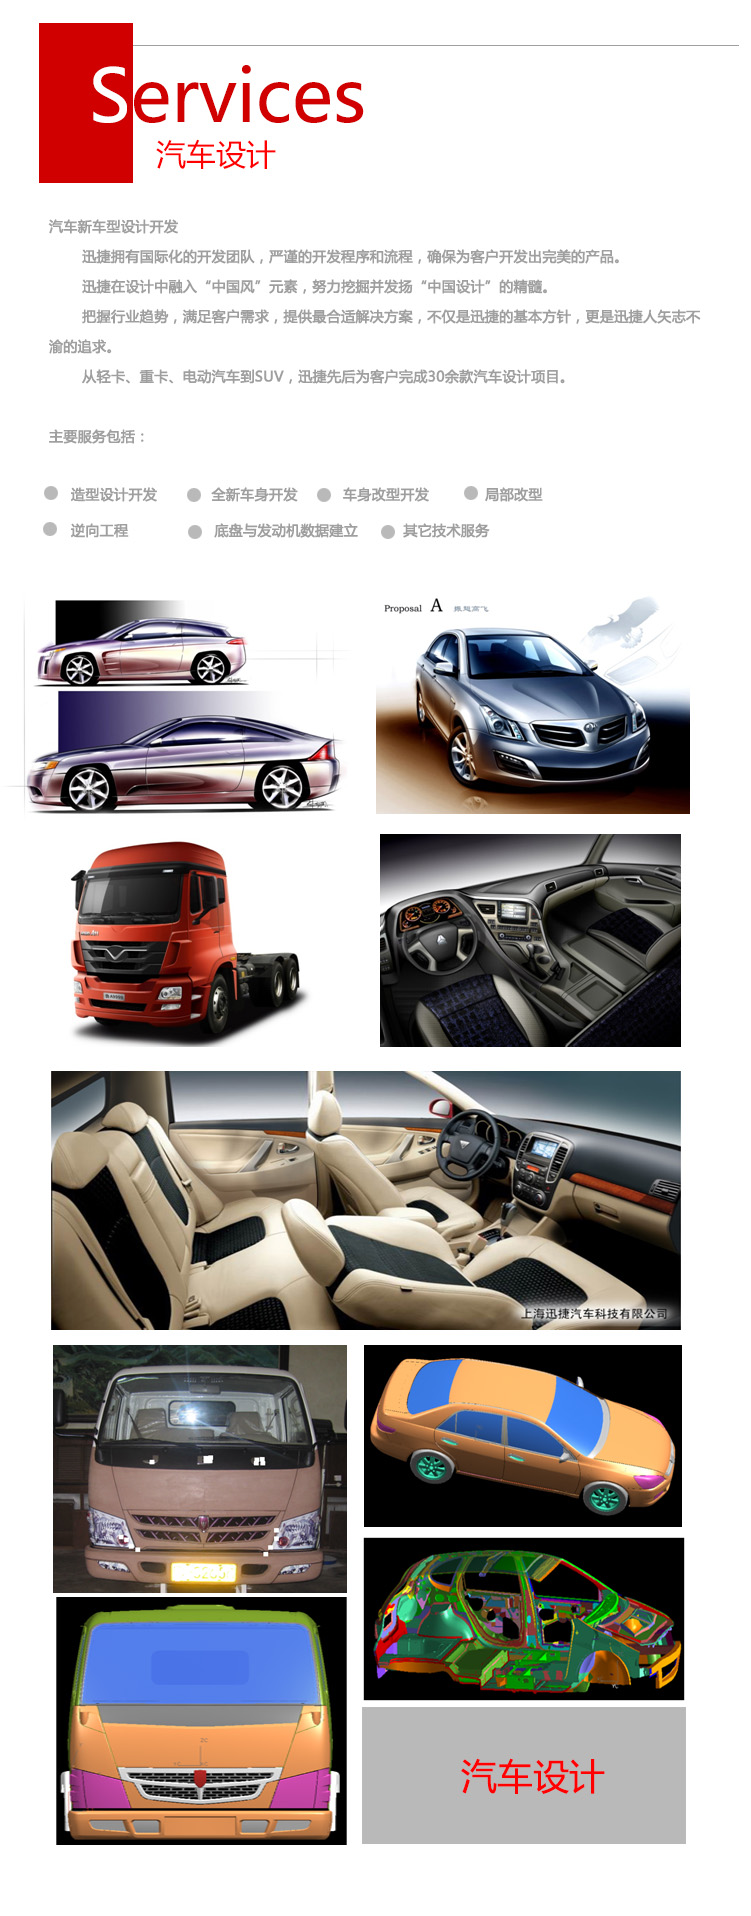 Services
汽车设计
汽车新车型设计开发
迅捷拥有国际化的开发团队，严谨的开发程序和流程，确保为客户开发出完美的产品。
迅捷在设计中融入“中国风”元素，努力挖掘并发扬“中国设计”的精髓。
把握行业趋势，满足客户需求，提供最合适解决方案，不仅是迅捷的基本方针，更是迅捷人矢志不
渝的追求。
从轻卡、重卡、电动汽车到SUV，迅捷先后为客户完成30余款汽车设计项目。
主要服务包括：
造型设计开发 全新车身开发 车身改型开发 局部改型
逆向工程 底盘与发动机数据建立 其它技术服务
Proposal A
上海迅捷汽车科技有限公司
汽车设计